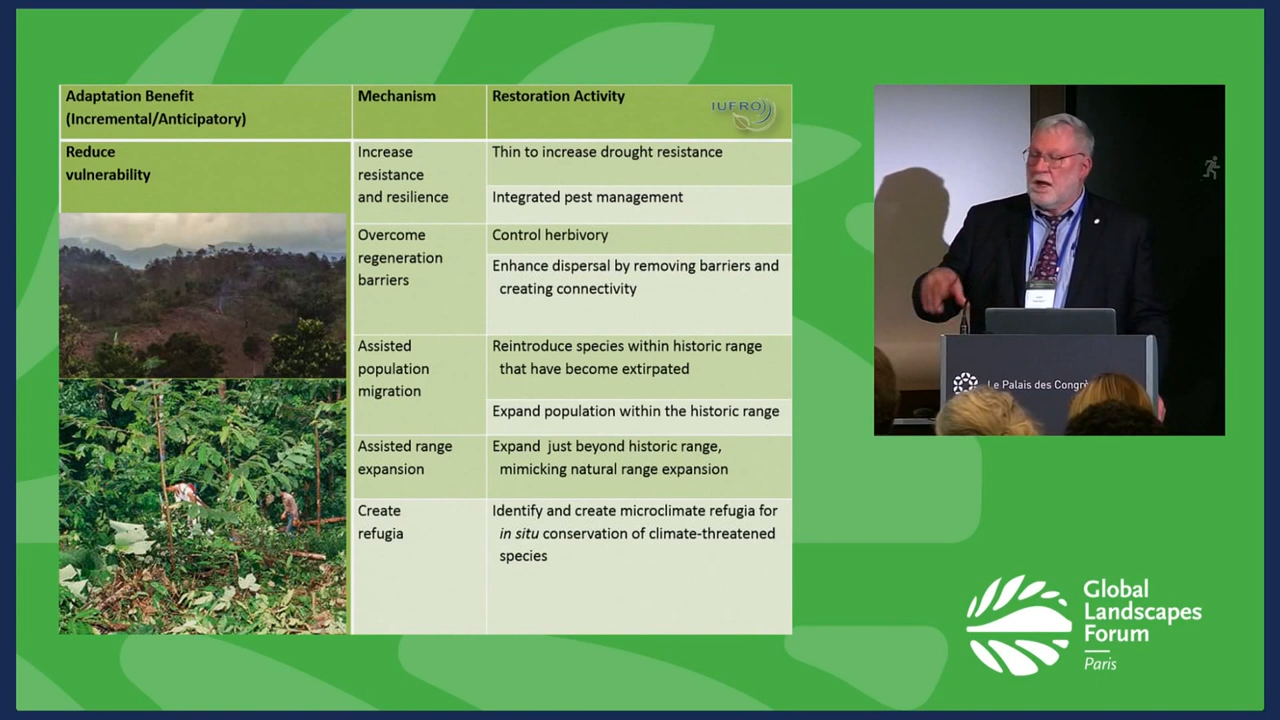 Adaptation Benefit
(Incremental/Anticipatory)
Mechanism
Restoration Activity
IUFRO
Reduce
vulnerability
Increase
resistance
and resilience
Thin to increase drought resistance
Integrated pest management
Overcome
regeneration
barriers
Control herbivory
Enhance dispersal by removing barriers and
creating connectivity
Assisted
population
migration
Reintroduce species within historic range
that have become extirpated
Expand population within the historic range
Assisted range
expansion
Expand just beyond historic range,
mimicking natural range expansion
Create
refugia
Identify and create microclimate refugia for
in situ conservation of climate-threatened
species
Le Palais des Congrè
Global
Landscapes
Forum
Paris